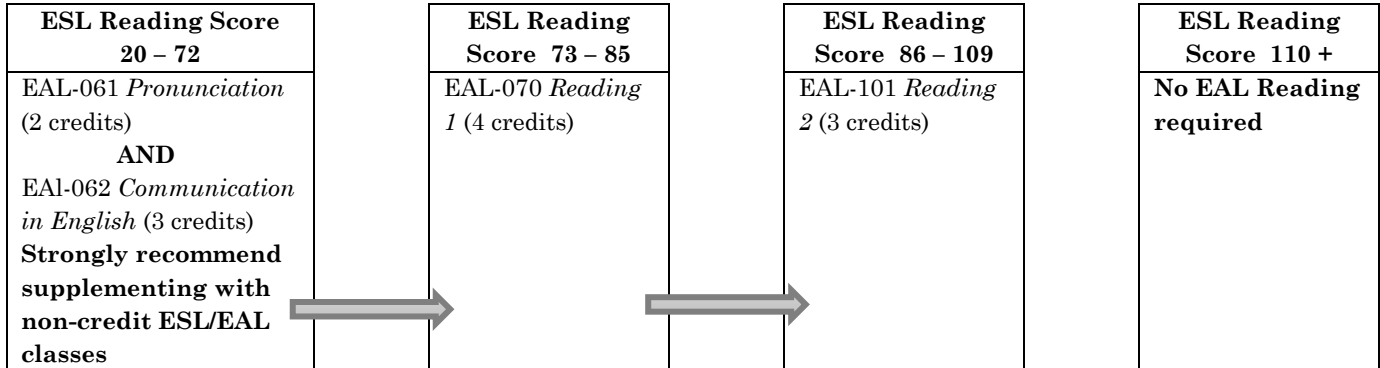 ESL Reading Score
20 – 72
EAL-061 Pronunciation
(2 credits)
AND
EAl-062 Communication
in English (3 credits)
Strongly recommend
supplementing with
non-credit ESL/EAL
classes
ESL Reading
Score 73 – 85
EAL-070 Reading
1 (4 credits)
ESL Reading
Score 86 – 109
EAL-101 Reading
2 (3 credits)
ESL Reading
Score 110 +
No EAL Reading
required